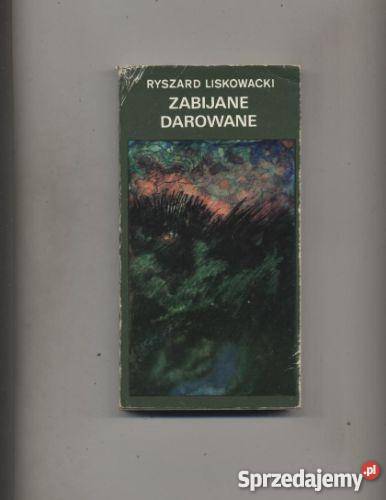 RYSZARD LISKOWACKI
ZABIJANE
DAROWANE
Sprzedajemy.pl